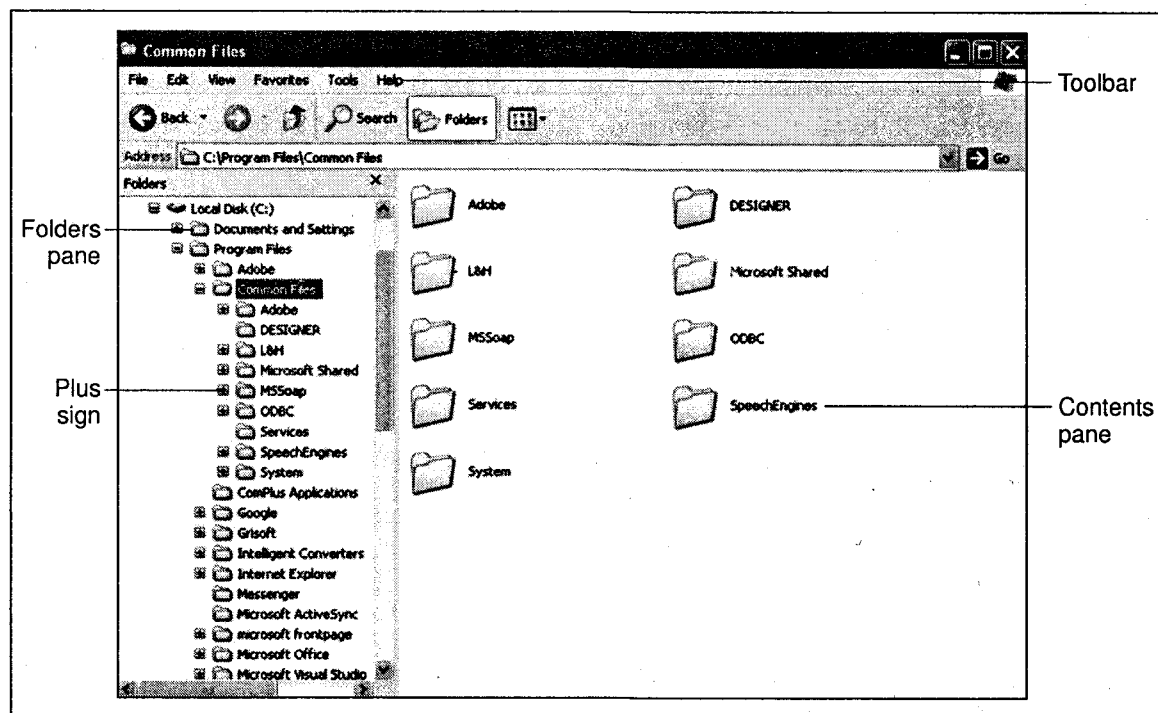 Common Files
File Edit View Favorites Tools Help
Toolbar
Back Search Folders
Address C:\Program Files\Common Files Go
Folders
Local Disk (C:)
Documents and Settings
Program Files
Adobe
Common Files
Adobe
DESIGNER
L&H
Microsoft Shared
MSSoap
ODBC
Services
SpeechEngines
System
ComPlus Applications
Google
Grisoft
Intelligent Converters
Internet Explorer
Messenger
Microsoft ActiveSync
microsoft frontpage
Microsoft Office
Microsoft Visual Studio
Folders
pane
Plus
sign
Adobe DESIGNER
L&H Microsoft Shared
MSSoap ODBC
Services SpeechEngines
System
Contents
pane